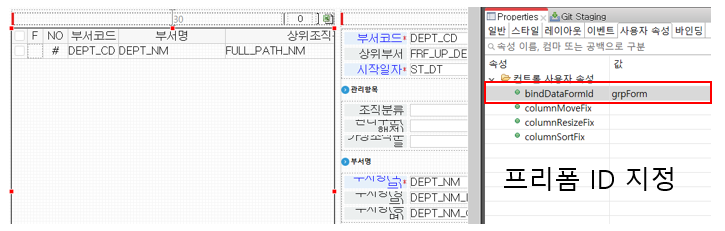 30
0
F NO 부서코드 부서명 상위조직
# DEPT_CD DEPT_NM FULL_PATH_NM
부서코드* DEPT_CD
상위부서 FRF_UP_DE
시작일자* ST_DT
관리항목
조직분류
부서명
DEPT_NM
DEPT_NM_
DEPT_NM_
Properties Git Staging
일반 스타일 레이아웃 이벤트 사용자 속성 바인딩
속성 이름, 컴마 또는 공백으로 구분
속성 값
컨트롤 사용자 속성
bindDataFormId grpForm
columnMoveFix
columnResizeFix
columnSortFix
프리폼 ID 지정